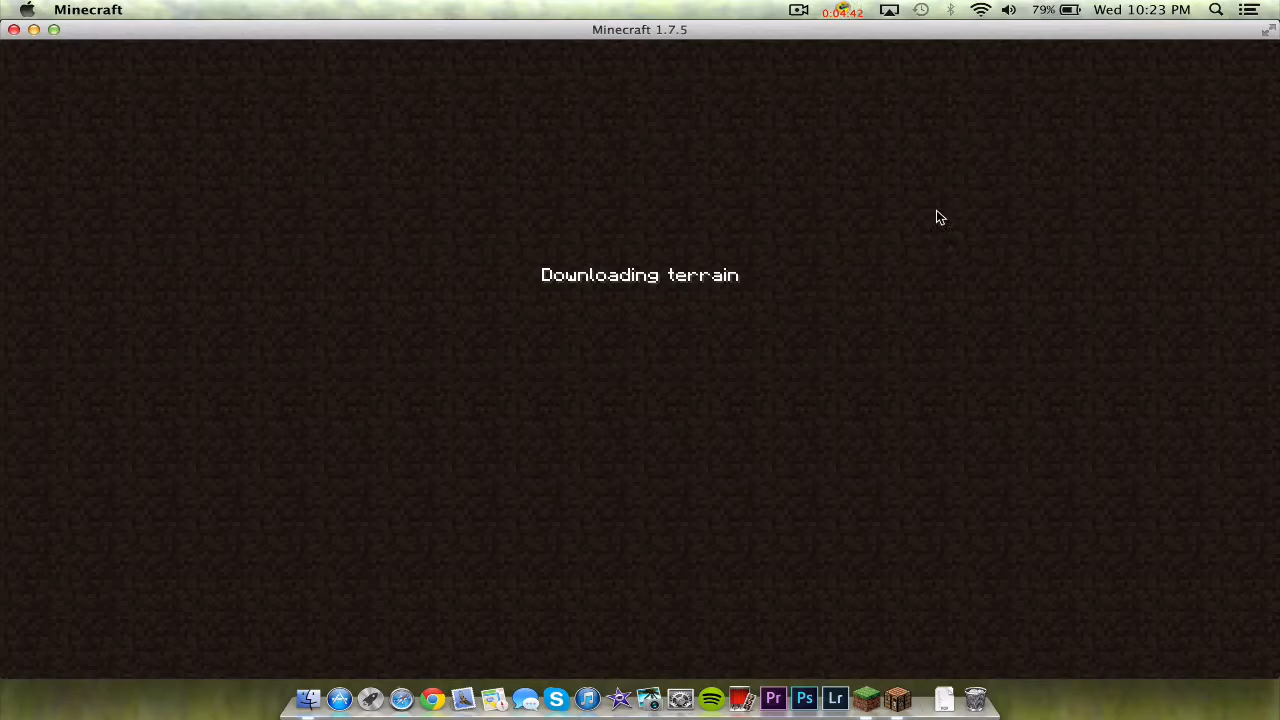 Minecraft
0:04:42
79%
Wed 10:23 PM
Minecraft 1.7.5
Downloading terrain
S
Pr
Ps
Lr